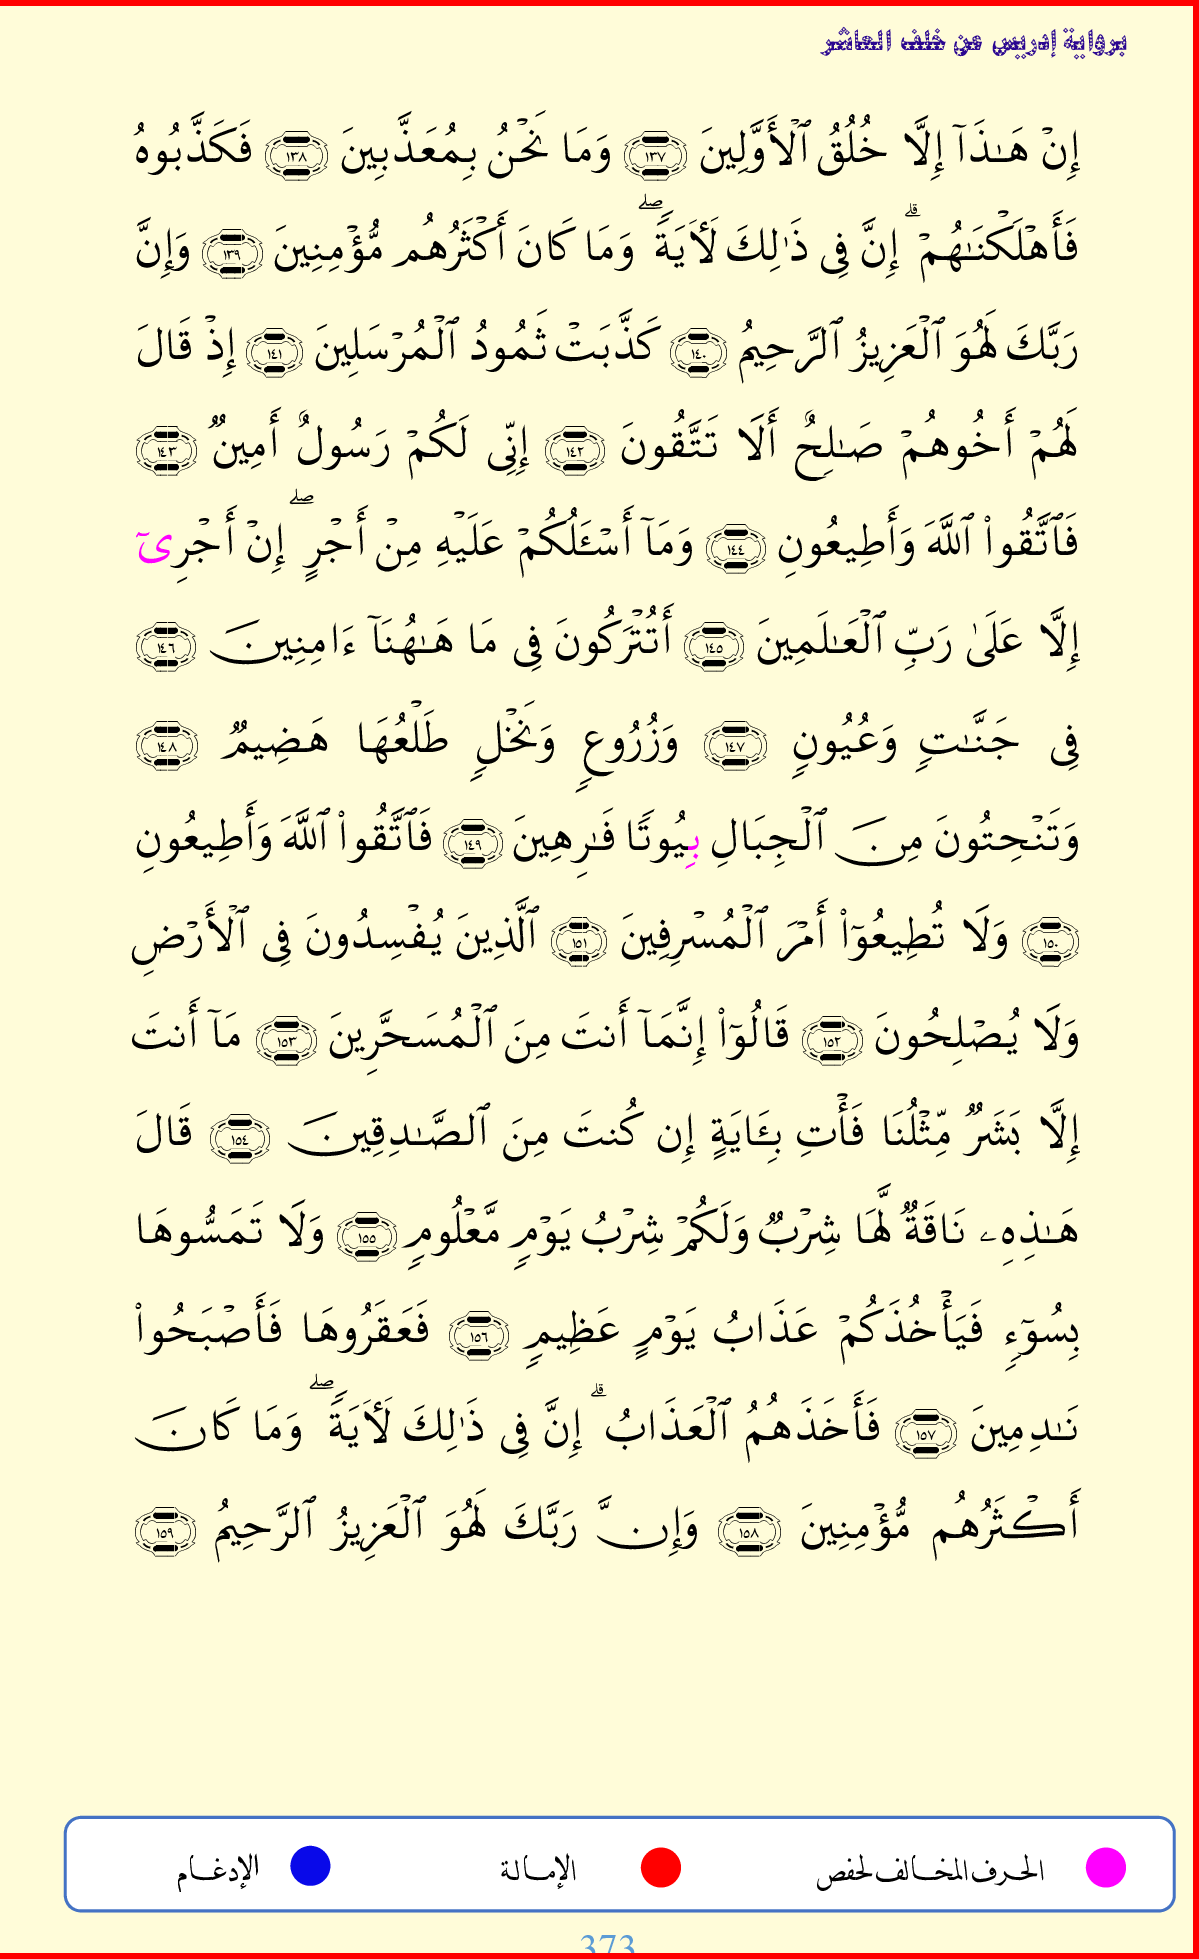 برواية إدريس عن خلف العاشر
إِنْ هَـٰذَآ إِلَّا خُلُقُ ٱلْأَوَّلِينَ ١٣٧ وَمَا نَحْنُ بِمُعَذَّبِينَ ١٣٨ فَكَذَّبُوهُ
فَأَهْلَكْنَـٰهُمْ ۗ إِنَّ فِى ذَٰلِكَ لَـَٔايَةً ۖ وَمَا كَانَ أَكْثَرُهُم مُّؤْمِنِينَ ١٣٩ وَإِنَّ
رَبَّكَ لَهُوَ ٱلْعَزِيزُ ٱلرَّحِيمُ ١٤٠ كَذَّبَتْ ثَمُودُ ٱلْمُرْسَلِينَ ١٤١ إِذْ قَالَ
لَهُمْ أَخُوهُمْ صَـٰلِحٌ أَلَا تَتَّقُونَ ١٤٢ إِنِّى لَكُمْ رَسُولٌ أَمِينٌ ١٤٣
فَٱتَّقُوا۟ ٱللَّهَ وَأَطِيعُونِ ١٤٤ وَمَآ أَسْـَٔلُكُمْ عَلَيْهِ مِنْ أَجْرٍ ۖ إِنْ أَجْرِىٓ
إِلَّا عَلَىٰ رَبِّ ٱلْعَـٰلَمِينَ ١٤٥ أَتُتْرَكُونَ فِى مَا هَـٰهُنَآ ءَامِنِينَ ١٤٦
فِى جَنَّـٰتٍ وَعُيُونٍ ١٤٧ وَزُرُوعٍ وَنَخْلٍ طَلْعُهَا هَضِيمٌ ١٤٨
وَتَنْحِتُونَ مِنَ ٱلْجِبَالِ بِيُوتًا فَـٰرِهِينَ ١٤٩ فَٱتَّقُوا۟ ٱللَّهَ وَأَطِيعُونِ
١٥٠ وَلَا تُطِيعُوٓا۟ أَمْرَ ٱلْمُسْرِفِينَ ١٥١ ٱلَّذِينَ يُفْسِدُونَ فِى ٱلْأَرْضِ
وَلَا يُصْلِحُونَ ١٥٢ قَالُوٓا۟ إِنَّمَآ أَنتَ مِنَ ٱلْمُسَحَّرِينَ ١٥٣ مَآ أَنتَ
إِلَّا بَشَرٌ مِّثْلُنَا فَأْتِ بِـَٔايَةٍ إِن كُنتَ مِنَ ٱلصَّـٰدِقِينَ ١٥٤ قَالَ
هَـٰذِهِۦ نَاقَةٌ لَّهَا شِرْبٌ وَلَكُمْ شِرْبُ يَوْمٍ مَّعْلُومٍ ١٥٥ وَلَا تَمَسُّوهَا
بِسُوٓءٍ فَيَأْخُذَكُمْ عَذَابُ يَوْمٍ عَظِيمٍ ١٥٦ فَعَقَرُوهَا فَأَصْبَحُوا۟
نَـٰدِمِينَ ١٥٧ فَأَخَذَهُمُ ٱلْعَذَابُ ۗ إِنَّ فِى ذَٰلِكَ لَـَٔايَةً ۖ وَمَا كَانَ
أَكْثَرُهُم مُّؤْمِنِينَ ١٥٨ وَإِنَّ رَبَّكَ لَهُوَ ٱلْعَزِيزُ ٱلرَّحِيمُ ١٥٩
الحرف المخالف لحفص الإمالة الإدغام
373